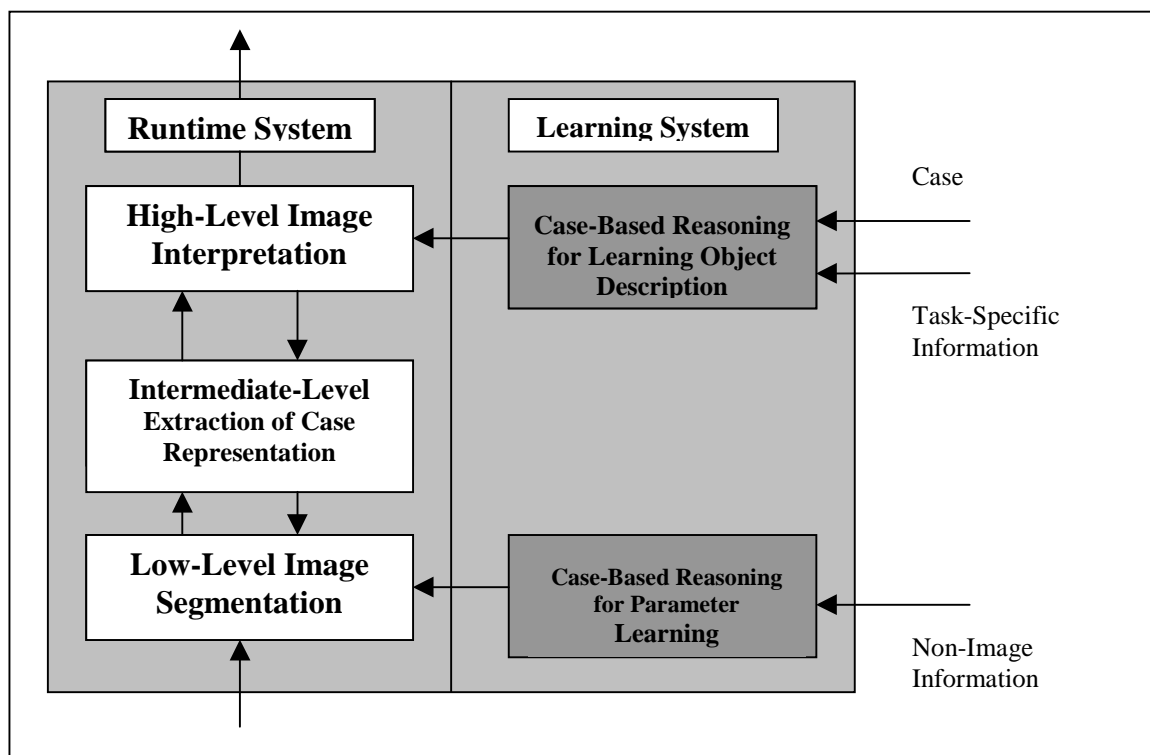 Runtime System
Learning System
High-Level Image
Interpretation
Case-Based Reasoning
for Learning Object
Description
Case
Task-Specific
Information
Intermediate-Level
Extraction of Case
Representation
Low-Level Image
Segmentation
Case-Based Reasoning
for Parameter
Learning
Non-Image
Information